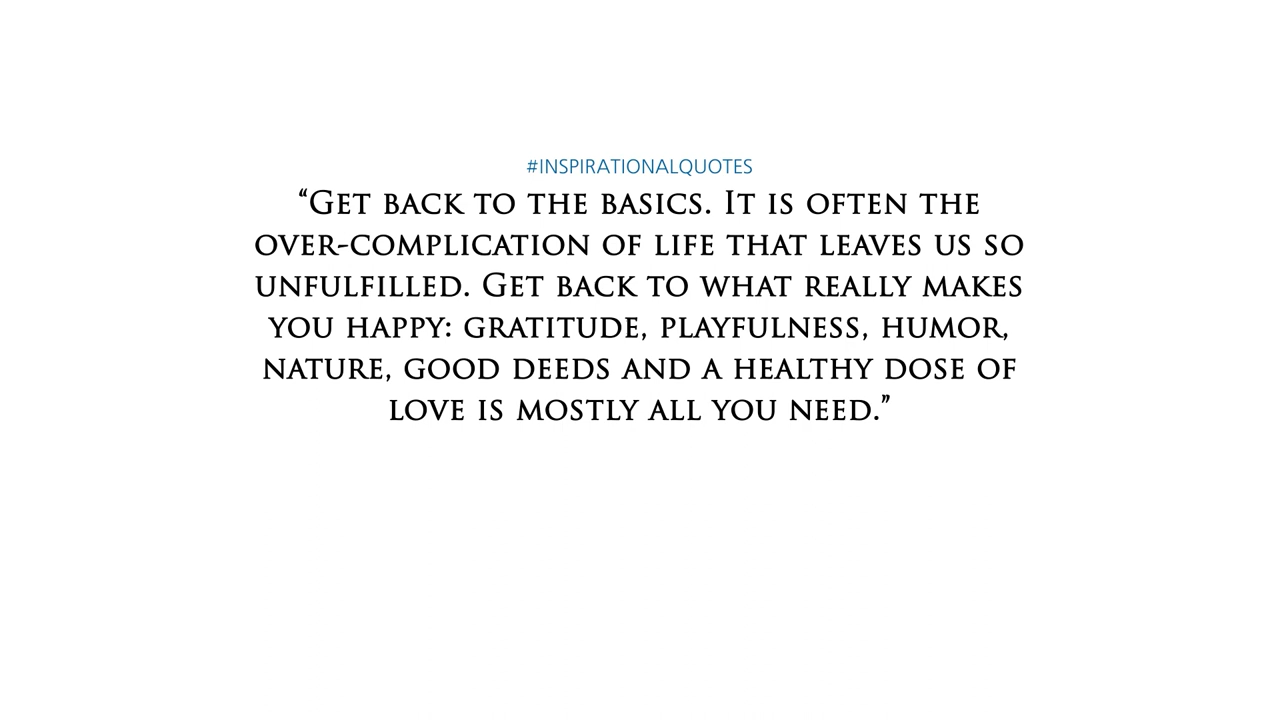 #INSPIRATIONALQUOTES
“GET BACK TO THE BASICS. IT IS OFTEN THE
OVER-COMPLICATION OF LIFE THAT LEAVES US SO
UNFULFILLED. GET BACK TO WHAT REALLY MAKES
YOU HAPPY: GRATITUDE, PLAYFULNESS, HUMOR,
NATURE, GOOD DEEDS AND A HEALTHY DOSE OF
LOVE IS MOSTLY ALL YOU NEED.”